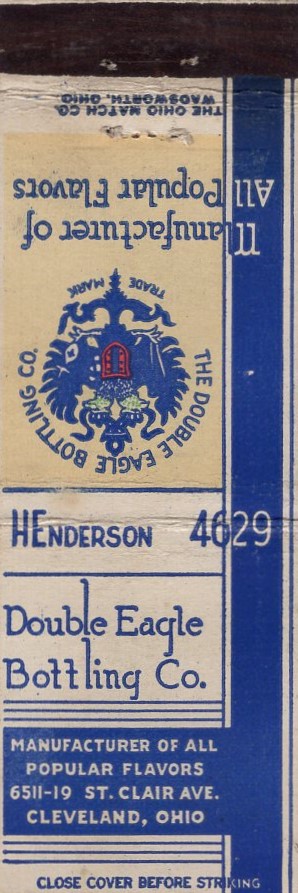 THE OHIO MATCH CO.
WADSWORTH, OHIO
Manufacturer of
All Popular Flavors
TRADE MARK
THE DOUBLE EAGLE BOTTLING CO.
HENDERSON 4629
Double Eagle
Bottling Co.
MANUFACTURER OF ALL
POPULAR FLAVORS
6511-19 ST. CLAIR AVE.
CLEVELAND, OHIO
CLOSE COVER BEFORE STRIKING